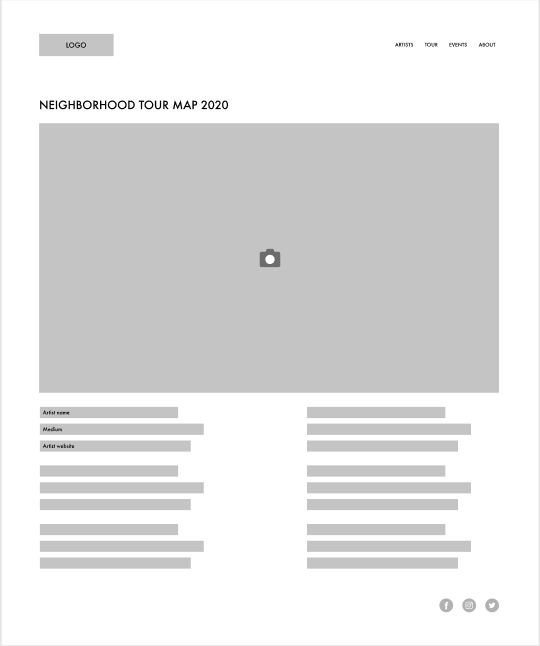 LOGO
ARTISTS TOUR EVENTS ABOUT
NEIGHBORHOOD TOUR MAP 2020
Artist name
Medium
Artist website